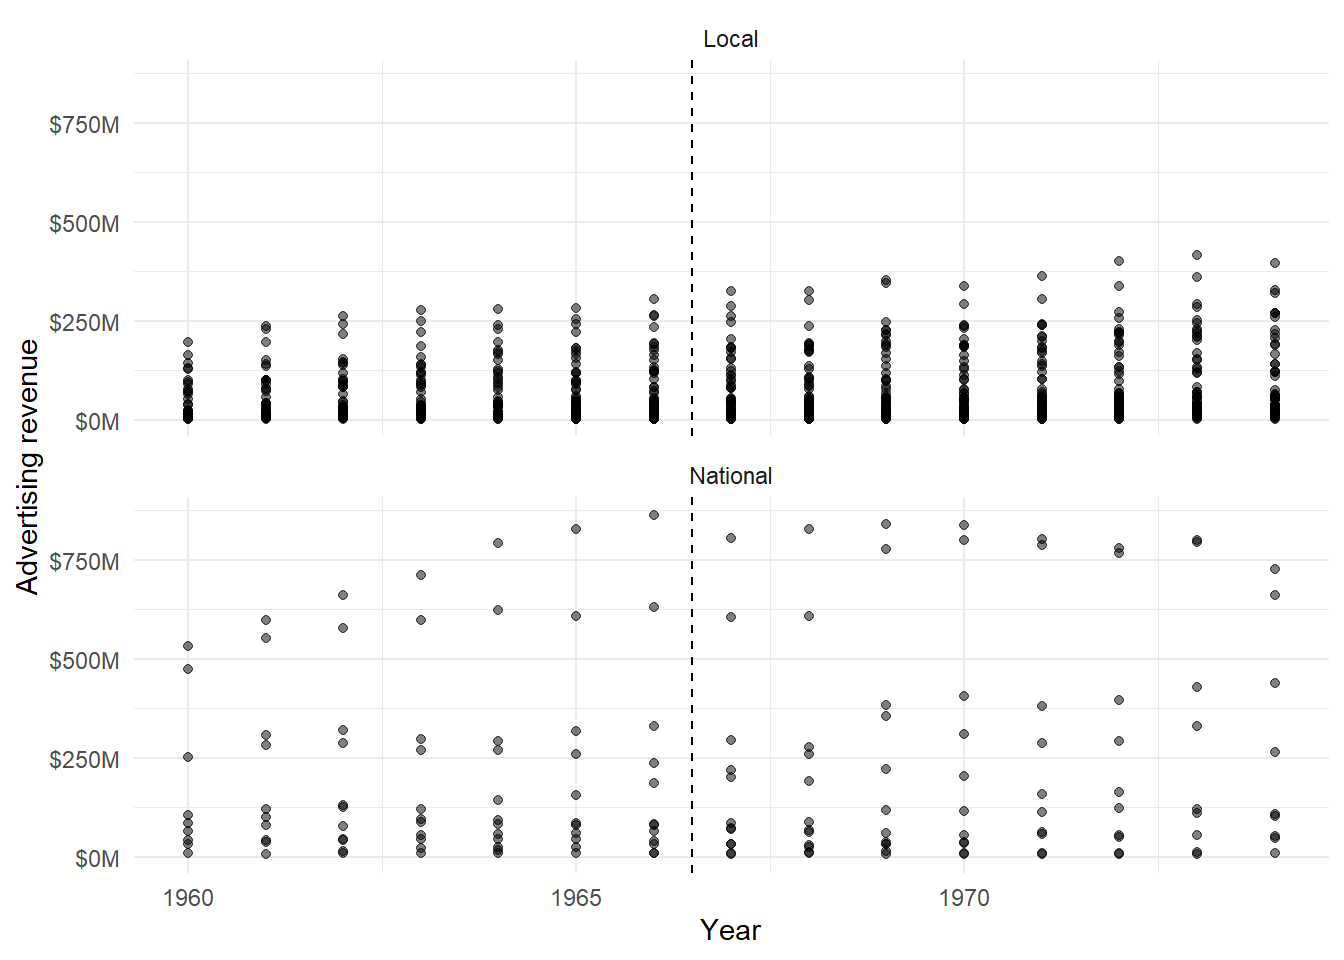 Local
$750M
$500M
$250M
$0M
Advertising revenue
National
$750M
$500M
$250M
$0M
1960 1965 1970
Year